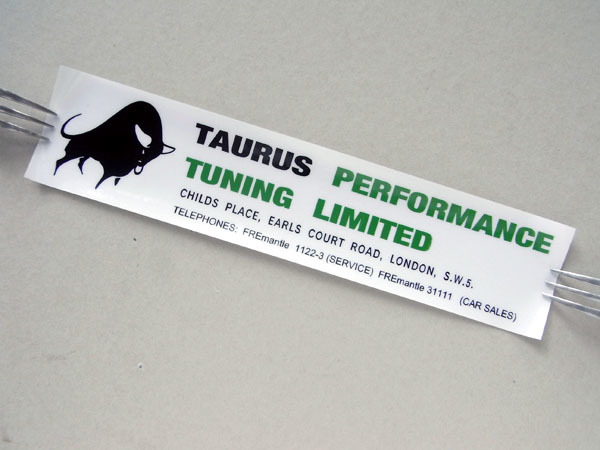 TAURUS PERFORMANCE
TUNING LIMITED
CHILDS PLACE, EARLS COURT ROAD, LONDON, S.W.5.
TELEPHONES: FREmantle 1122-3 (SERVICE) FREmantle 31111 (CAR SALES)